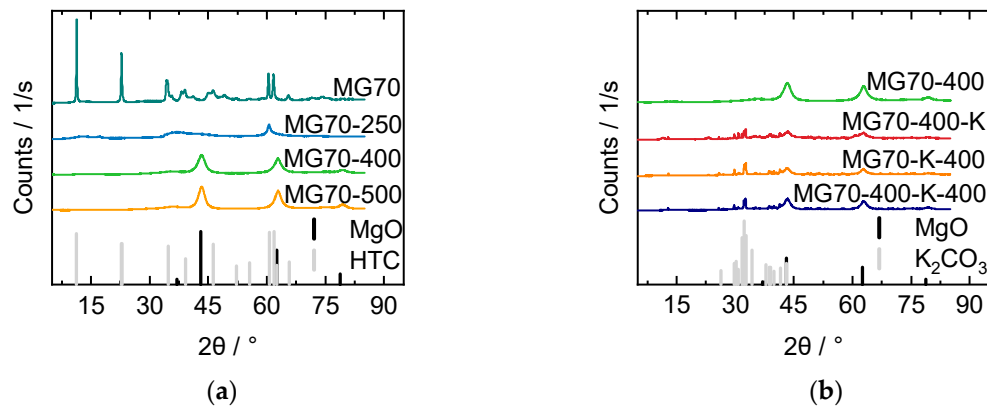 Counts / 1/s
MG70
MG70-250
MG70-400
MG70-500
MgO
HTC
15 30 45 60 75 90
2θ / °
(a)
Counts / 1/s
MG70-400
MG70-400-K
MG70-K-400
MG70-400-K-400
MgO
K₂CO₃
15 30 45 60 75 90
2θ / °
(b)